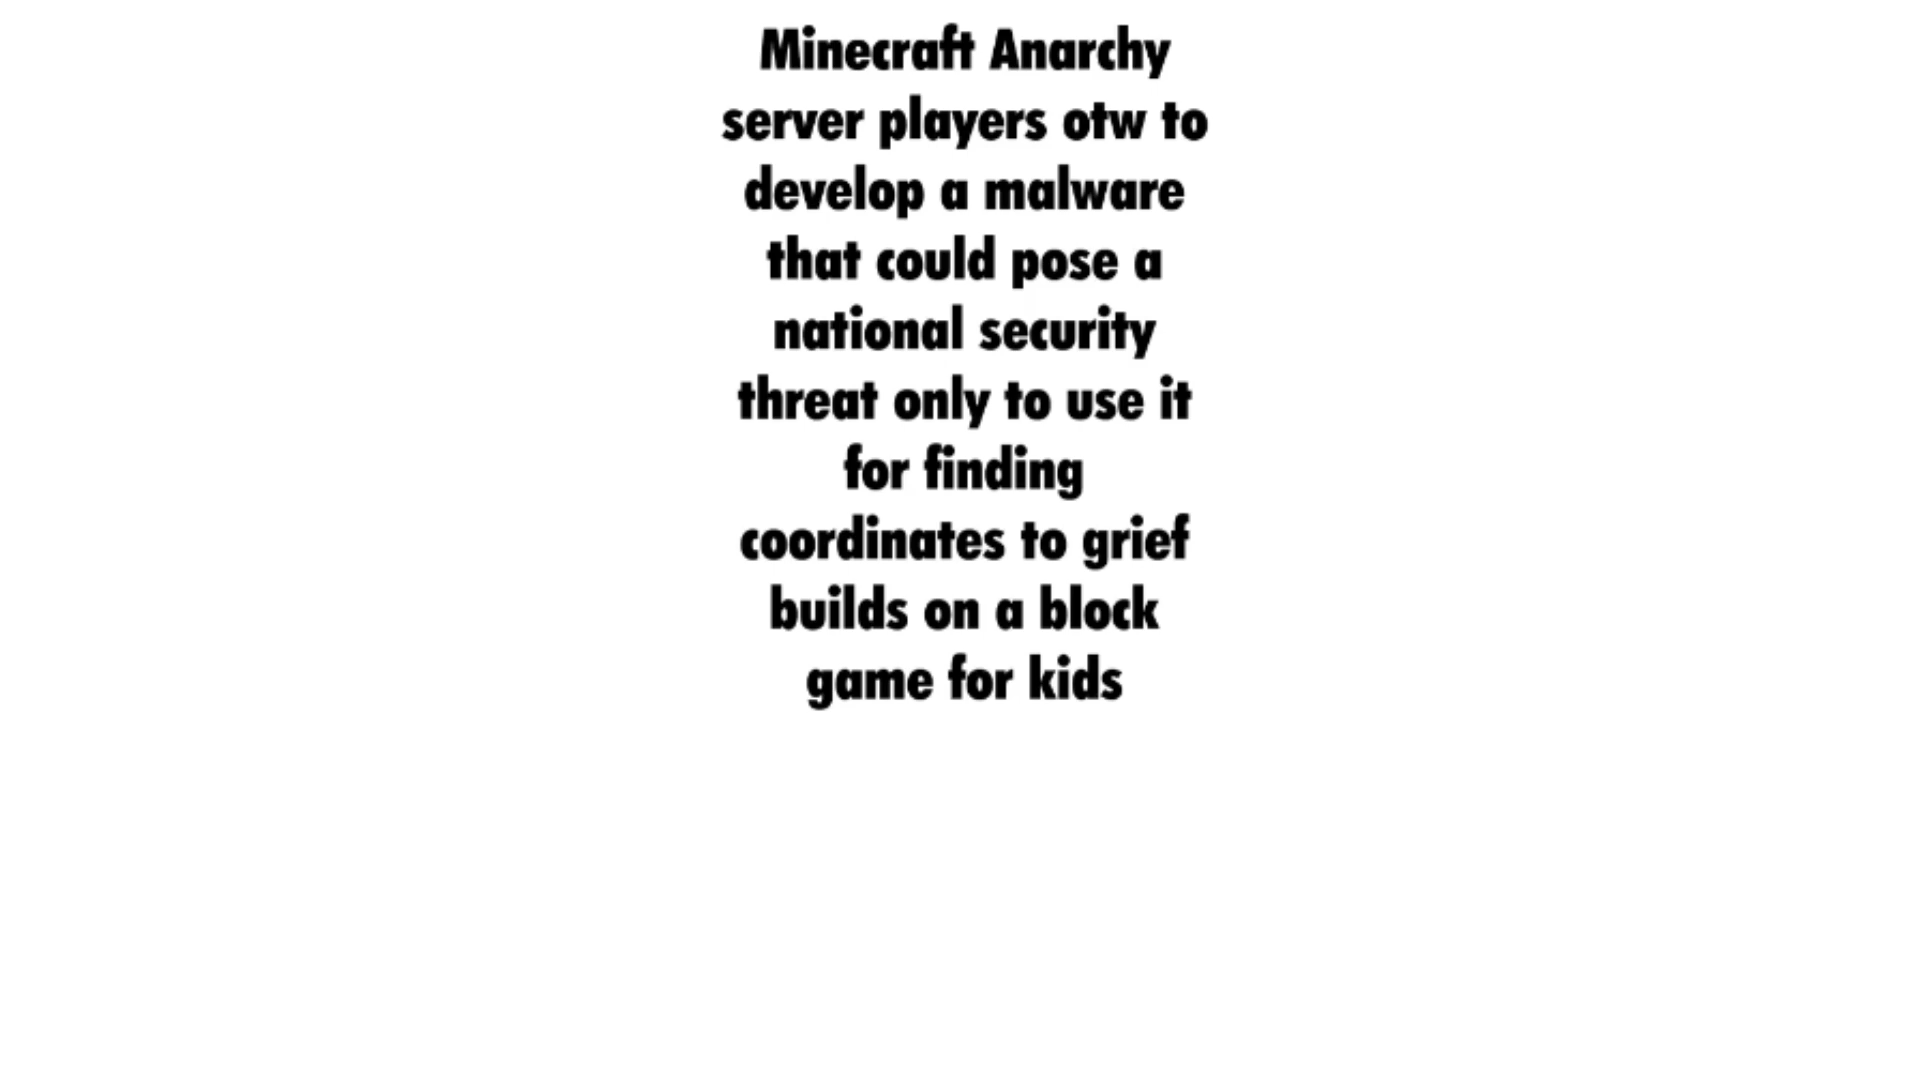 Minecraft Anarchy
server players otw to
develop a malware
that could pose a
national security
threat only to use it
for finding
coordinates to grief
builds on a block
game for kids